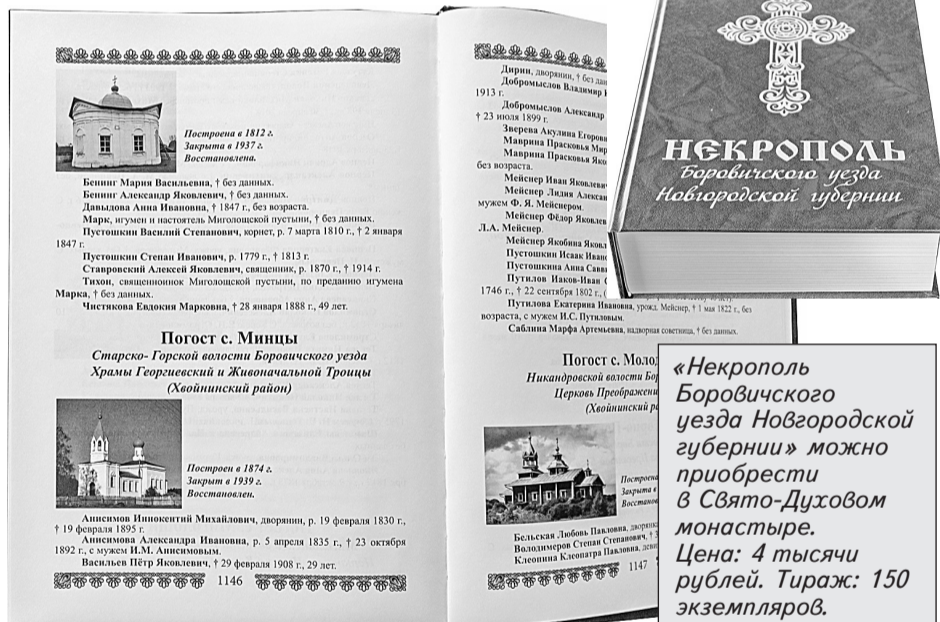 Построена в 1812 г.
Закрыта в 1937 г.
Восстановлена.
Бенинг Мария Васильевна, † без данных.
Бенинг Александр Яковлевич, † без данных.
Давыдова Анна Ивановна, † 1847 г., без возраста.
Марк, игумен и настоятель Миголощской пустыни, † без данных.
Пустошкин Василий Степанович, корнет, р. 7 марта 1810 г., † 2 января
1847 г.
Пустошкин Степан Иванович, р. 1779 г., † 1813 г.
Ставровский Алексей Яковлевич, священник, р. 1870 г., † 1914 г.
Тихон, священноинок Миголощской пустыни, по преданию игумена
Марка, † без данных.
Чистякова Евдокия Марковна, † 28 января 1888 г., 49 лет.
Погост с. Минцы
Старско- Горской волости Боровичского уезда
Храмы Георгиевский и Живоначальной Троицы
(Хвойнинский район)
Построен в 1874 г.
Закрыт в 1939 г.
Восстановлен.
Анисимов Иннокентий Михайлович, дворянин, р. 19 февраля 1830 г.,
† 19 февраля 1895 г.
Анисимова Александра Ивановна, р. 5 апреля 1835 г., † 23 октября
1892 г., с мужем И.М. Анисимовым.
Васильев Пётр Яковлевич, † 29 февраля 1908 г., 29 лет.
1146
Дирин, дворянин, † без
Добромыслов Владимир
1913 г.
Добромыслов Александр
† 23 июля 1899 г.
Зверева Акулина
Маврина Прасковья
Маврина Прасковья
без возраста.
Мейснер Иван
Мейснер Лидия
мужем Ф. Я. Мейснером.
Мейснер Фёдор
Л.А. Мейснер.
Мейснер Якобина
Пустошкин Исаак
Пустошкина Анна
Путилов Иаков-Иван
1746 г., † 22 сентября 1802 г.,
Путилова Екатерина Ивановна, урожд. Мейснер, † 1 мая 1822 г., без
возраста, с мужем И.С. Путиловым.
Саблина Марфа Артемьевна, надворная советница, † без данных.
Погост с.
Никандровской волости
Церковь
(Хвойнинский
Построена
Закрыта в
Бельская Любовь Павловна,
Володимеров Степан Степанович, †
Клеопина Клеопатра Павловна,
1147
НЕКРОПОЛЬ
Боровичского уезда
Новгородской губернии
«Некрополь
Боровичского
уезда Новгородской
губернии» можно
приобрести
в Свято-Духовом
монастыре.
Цена: 4 тысячи
рублей. Тираж: 150
экземпляров.